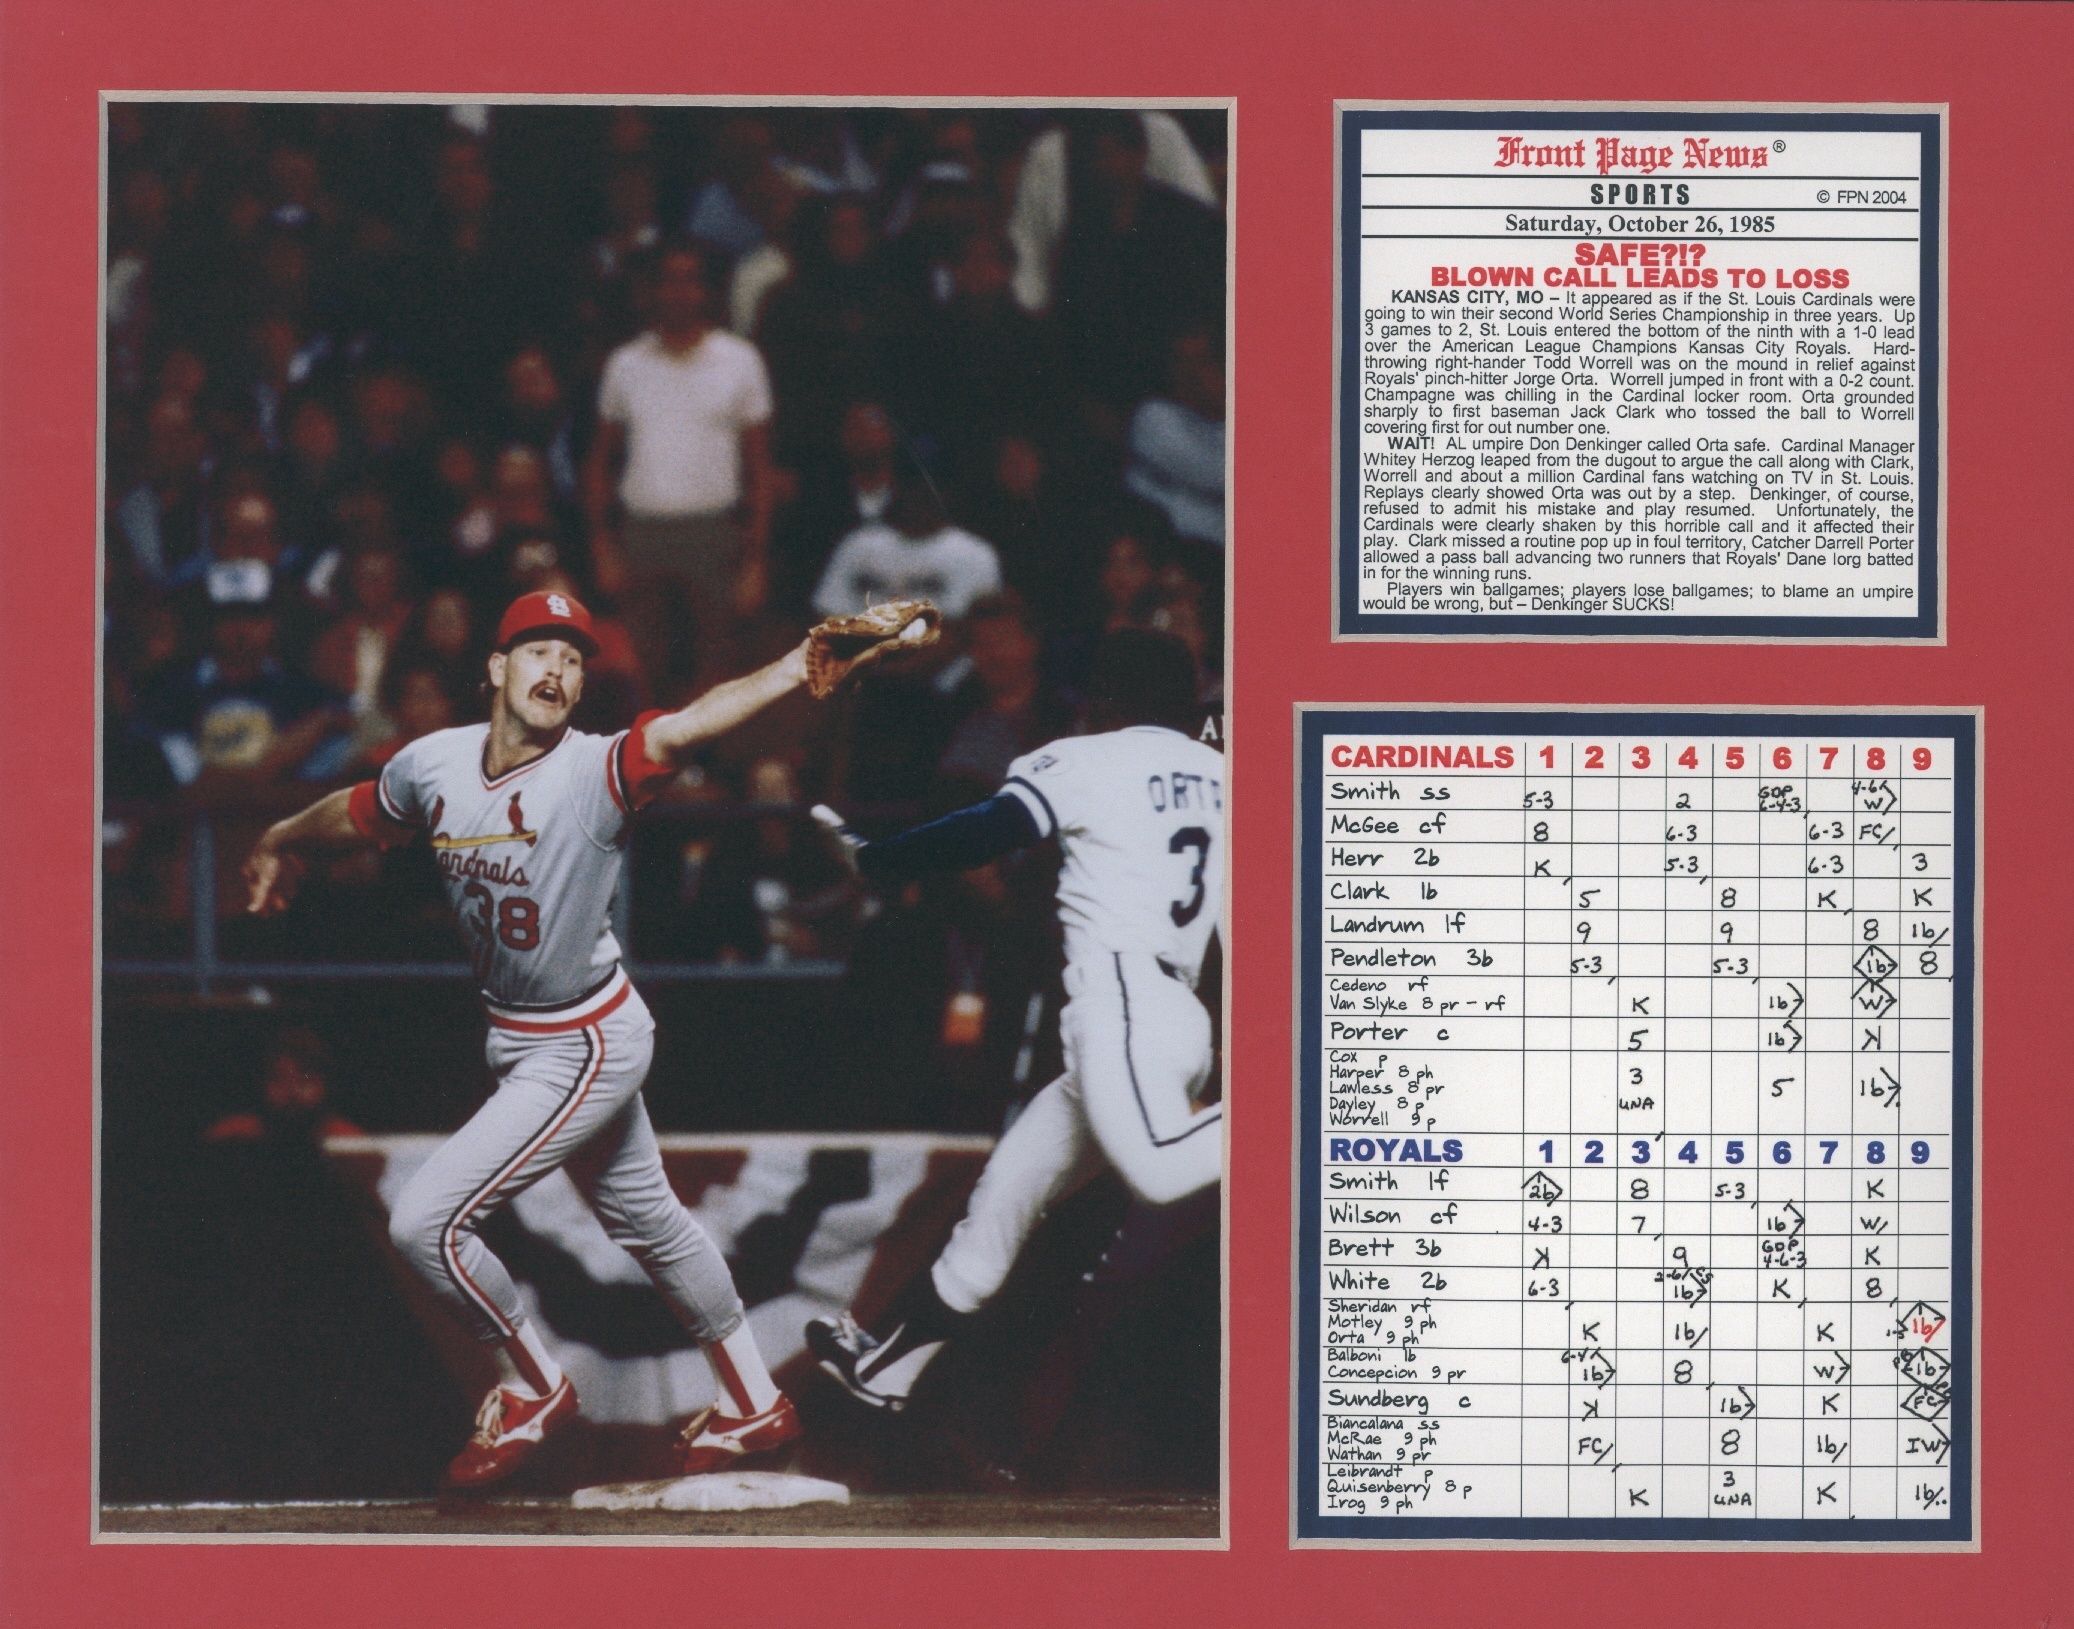 Cardinals
38
ORT
3
Front Page News®
SPORTS © FPN 2004
Saturday, October 26, 1985
SAFE?!?
BLOWN CALL LEADS TO LOSS
KANSAS CITY, MO – It appeared as if the St. Louis Cardinals were
going to win their second World Series Championship in three years. Up
3 games to 2, St. Louis entered the bottom of the ninth with a 1-0 lead
over the American League Champions Kansas City Royals. Hard-
throwing right-hander Todd Worrell was on the mound in relief against
Royals' pinch-hitter Jorge Orta. Worrell jumped in front with a 0-2 count.
Champagne was chilling in the Cardinal locker room. Orta grounded
sharply to first baseman Jack Clark who tossed the ball to Worrell
covering first for out number one.
WAIT! AL umpire Don Denkinger called Orta safe. Cardinal Manager
Whitey Herzog leaped from the dugout to argue the call along with Clark,
Worrell and about a million Cardinal fans watching on TV in St. Louis.
Replays clearly showed Orta was out by a step. Denkinger, of course,
refused to admit his mistake and play resumed. Unfortunately, the
Cardinals were clearly shaken by this horrible call and it affected their
play. Clark missed a routine pop up in foul territory, Catcher Darrell Porter
allowed a pass ball advancing two runners that Royals' Dane Iorg batted
in for the winning runs.
Players win ballgames; players lose ballgames; to blame an umpire
would be wrong, but – Denkinger SUCKS!
CARDINALS 1 2 3 4 5 6 7 8 9
Smith ss 5-3 2 GDP 6-4-3 4-6 W
McGee cf 8 6-3 6-3 FC
Herr 2b K 5-3 6-3 3
Clark 1b 5 8 K K
Landrum lf 9 9 8 1b
Pendleton 3b 5-3 5-3 1b 8
Cedeno rf
Van Slyke 8 pr - rf K 1b W
Porter c 5 1b K
Cox p
Harper 8 ph 3
Lawless 8 pr 5 1b
Dayley 8 p UNA
Worrell 9 p
ROYALS 1 2 3 4 5 6 7 8 9
Smith lf 2b 8 5-3 K
Wilson cf 4-3 7 1b W
Brett 3b K 9 GDP 4-6-3 K
White 2b 6-3 2-6 CS 1b K 8
Sheridan rf
Motley 9 ph
Orta 9 ph K 1b K 1b
Balboni 1b 6-4
Concepcion 9 pr 1b 8 W 1b
Sundberg c K 1b K FC
Biancalana ss
McRae 9 ph FC 8 1b IW
Wathan 9 pr
Leibrandt p 3
Quisenberry 8 p K UNA K 1b
Irog 9 ph